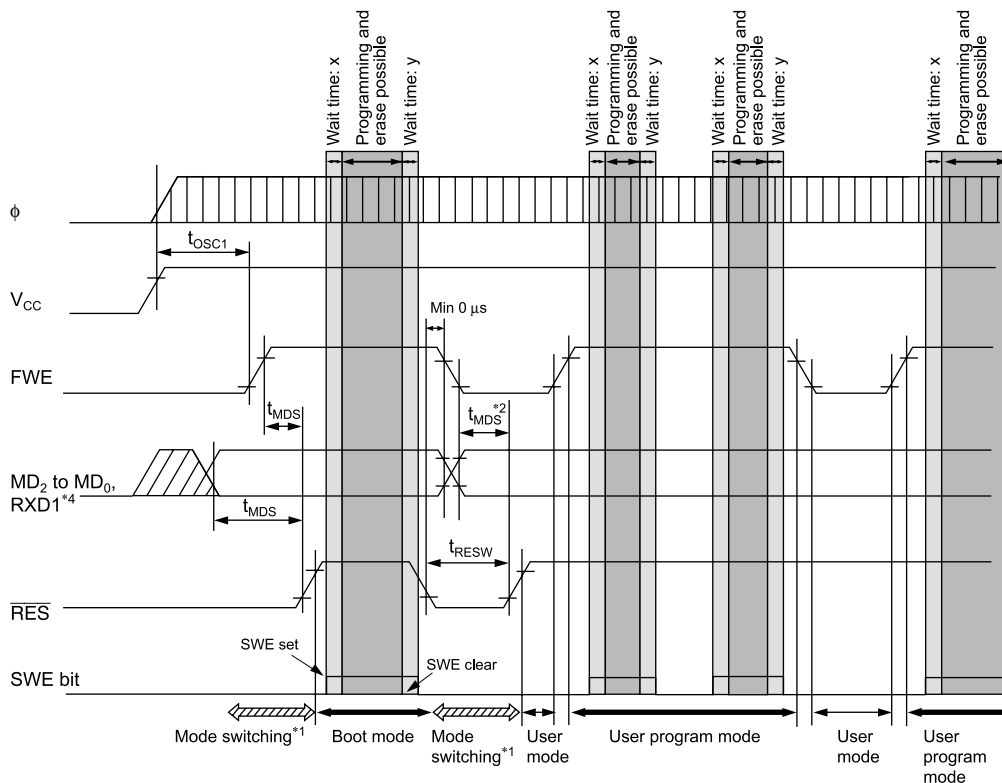 Wait time: x
Programming and
erase possible
Wait time: y
Wait time: x
Programming and
erase possible
Wait time: y
Wait time: x
Programming and
erase possible
Wait time: y
Wait time: x
Programming and
erase possible
φ
tOSC1
VCC
Min 0 μs
FWE
tMDS
tMDS*2
MD2 to MD0,
RXD1*4
tMDS
tRESW
RES
SWE set
SWE clear
SWE bit
Mode switching*1
Boot mode
Mode
switching*1
User
mode
User program mode
User
mode
User
program
mode